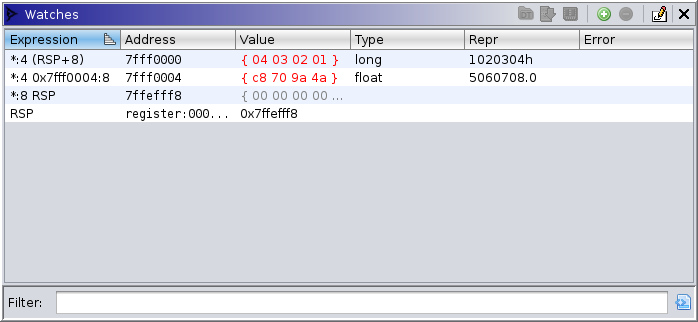 Watches
Expression Address Value Type Repr Error
*:4 (RSP+8) 7fff0000 { 04 03 02 01 } long 1020304h
*:4 0x7fff0004:8 7fff0004 { c8 70 9a 4a } float 5060708.0
*:8 RSP 7ffefff8 { 00 00 00 00 ...
RSP register:000... 0x7ffefff8
Filter: